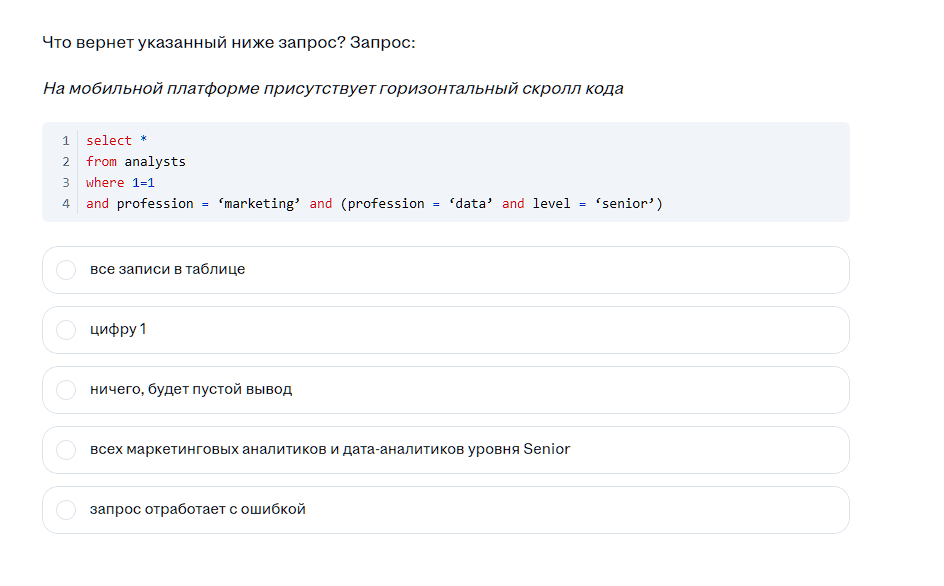 Что вернет указанный ниже запрос? Запрос:
На мобильной платформе присутствует горизонтальный скролл кода
1 select *
2 from analysts
3 where 1=1
4 and profession = ‘marketing’ and (profession = ‘data’ and level = ‘senior’)
все записи в таблице
цифру 1
ничего, будет пустой вывод
всех маркетинговых аналитиков и дата-аналитиков уровня Senior
запрос отработает с ошибкой